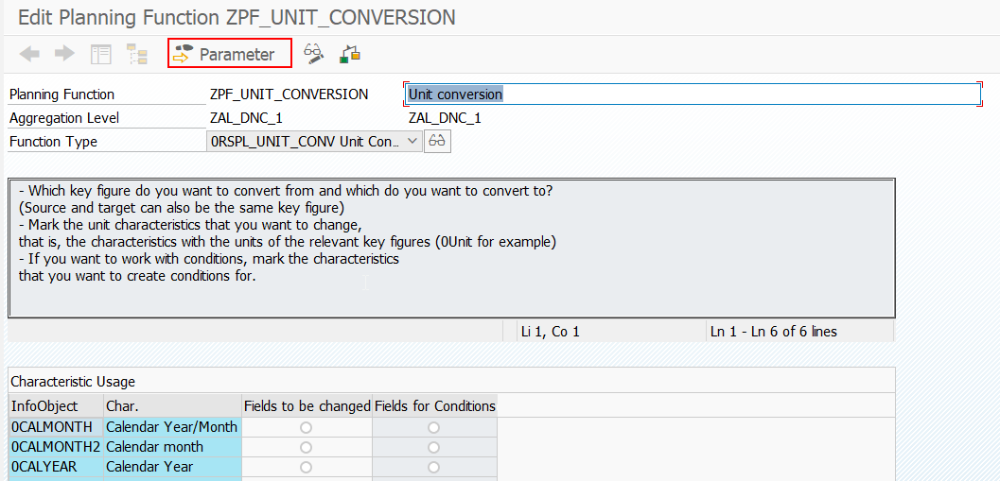 Edit Planning Function ZPF_UNIT_CONVERSION
Parameter
Planning Function ZPF_UNIT_CONVERSION Unit conversion
Aggregation Level ZAL_DNC_1 ZAL_DNC_1
Function Type 0RSPL_UNIT_CONV Unit Con...
- Which key figure do you want to convert from and which do you want to convert to?
(Source and target can also be the same key figure)
- Mark the unit characteristics that you want to change,
that is, the characteristics with the units of the relevant key figures (0Unit for example)
- If you want to work with conditions, mark the characteristics
that you want to create conditions for.
Li 1, Co 1 Ln 1 - Ln 6 of 6 lines
Characteristic Usage
InfoObject Char. Fields to be changed Fields for Conditions
0CALMONTH Calendar Year/Month
0CALMONTH2 Calendar month
0CALYEAR Calendar Year